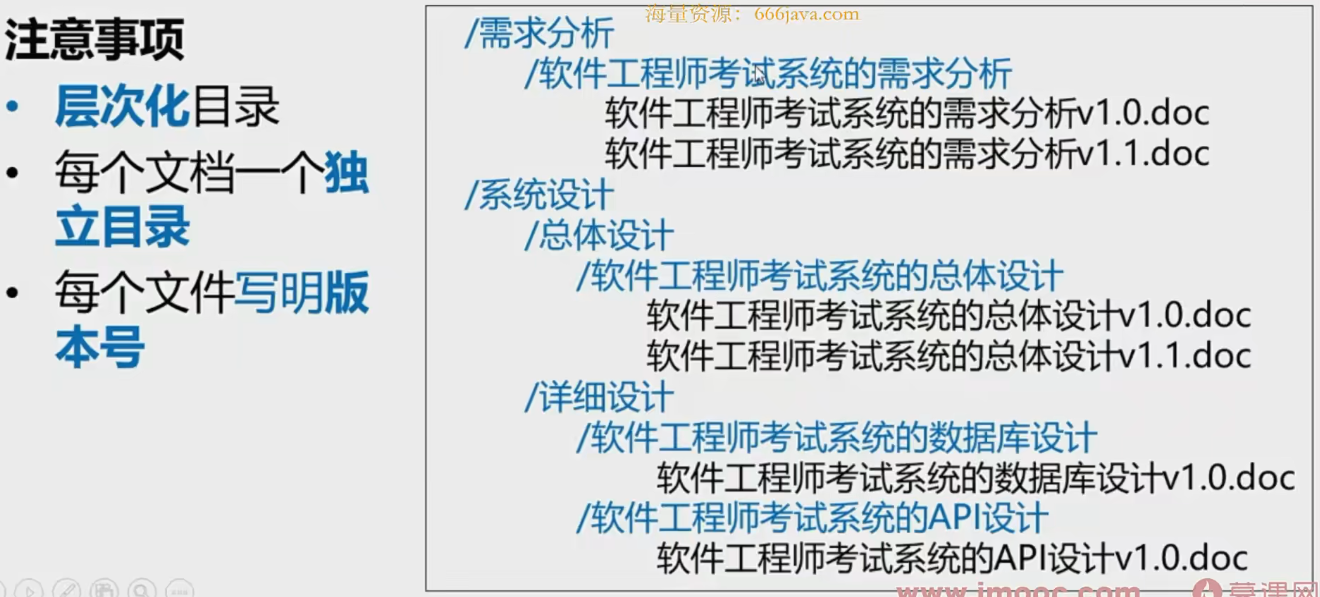 海量资源：666java.com
注意事项
• 层次化目录
• 每个文档一个独
立目录
• 每个文件写明版
本号
/需求分析
/软件工程师考试系统的需求分析
软件工程师考试系统的需求分析v1.0.doc
软件工程师考试系统的需求分析v1.1.doc
/系统设计
/总体设计
/软件工程师考试系统的总体设计
软件工程师考试系统的总体设计v1.0.doc
软件工程师考试系统的总体设计v1.1.doc
/详细设计
/软件工程师考试系统的数据库设计
软件工程师考试系统的数据库设计v1.0.doc
/软件工程师考试系统的API设计
软件工程师考试系统的API设计v1.0.doc
www.imooc.com
慕课网